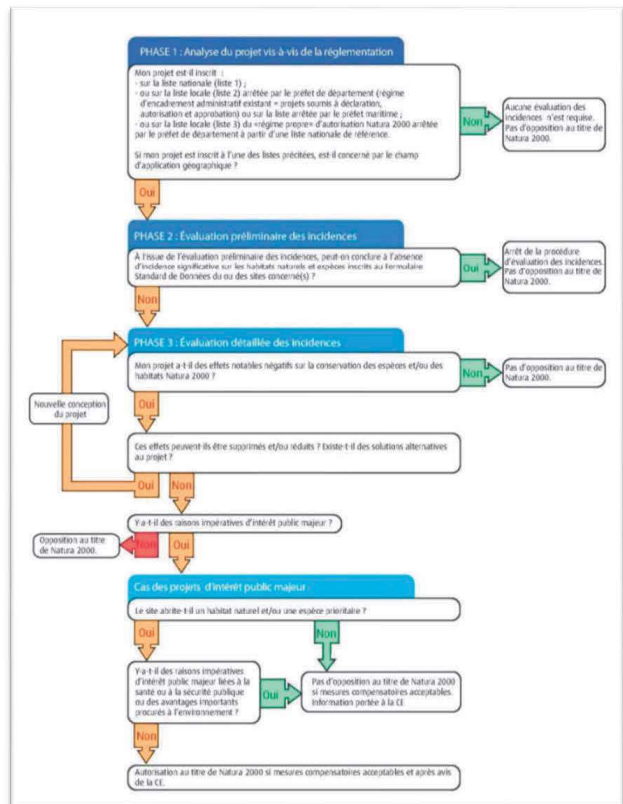 PHASE 1 : Analyse du projet vis-à-vis de la réglementation
Mon projet est-il inscrit :
- sur la liste nationale (liste 1) ;
- ou sur la liste locale (liste 2) arrêtée par le préfet de département (régime
d'encadrement administratif existant = projets soumis à déclaration,
autorisation et approbation) ou sur la liste arrêtée par le préfet maritime ;
- ou sur la liste locale (liste 3) du «régime propre» d'autorisation Natura 2000 arrêtée
par le préfet de département à partir d'une liste nationale de référence.
Si mon projet est inscrit à l'une des listes précitées, est-il concerné par le champ
d'application géographique ?
Non
Aucune évaluation des
incidences n'est requise.
Pas d'opposition au titre de
Natura 2000.
Oui
PHASE 2 : Évaluation préliminaire des incidences
À l'issue de l'évaluation préliminaire des incidences, peut-on conclure à l'absence
d'incidence significative sur les habitats naturels et espèces inscrits au Formulaire
Standard de Données du ou des sites concerné(s) ?
Oui
Arrêt de la procédure
d'évaluation des incidences.
Pas d'opposition au titre de
Natura 2000.
Non
PHASE 3 : Évaluation détaillée des incidences
Mon projet a-t-il des effets notables négatifs sur la conservation des espèces et/ou des
habitats Natura 2000 ?
Non
Pas d'opposition au titre de
Natura 2000.
Nouvelle conception
du projet
Oui
Ces effets peuvent-ils être supprimés et/ou réduits ? Existe-t-il des solutions alternatives
au projet ?
Oui
Non
Y-a-t-il des raisons impératives d'intérêt public majeur ?
Opposition au titre
de Natura 2000.
Non
Oui
Cas des projets d'intérêt public majeur
Le site abrite-t-il un habitat naturel et/ou une espèce prioritaire ?
Oui
Non
Y-a-t-il des raisons impératives
d'intérêt public majeur liées à la
santé ou à la sécurité publique
ou des avantages importants
procurés à l'environnement ?
Oui
Pas d'opposition au titre de Natura 2000
si mesures compensatoires acceptables.
Information portée à la CE
Non
Autorisation au titre de Natura 2000 si mesures compensatoires acceptables et après avis
de la CE.